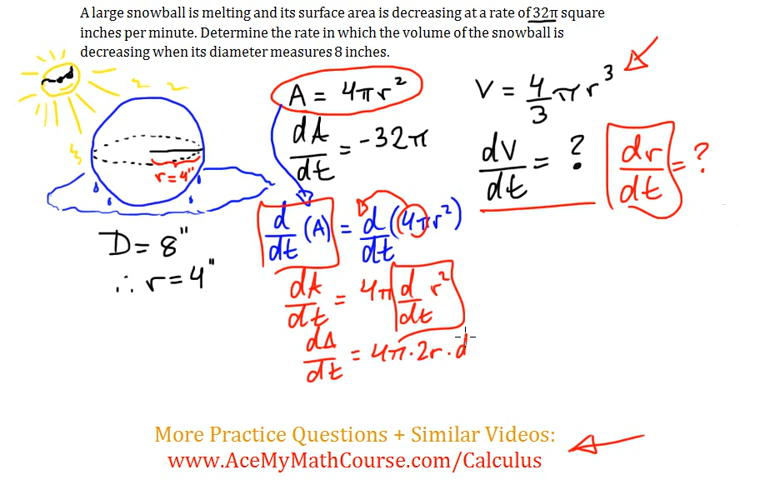 A large snowball is melting and its surface area is decreasing at a rate of 32π square
inches per minute. Determine the rate in which the volume of the snowball is
decreasing when its diameter measures 8 inches.
A = 4πr²
dA/dt = -32π
V = 4/3 πr³
dV/dt = ?
dr/dt = ?
r=4"
D = 8"
∴ r = 4"
d/dt (A) = d/dt (4πr²)
dA/dt = 4π d/dt r²
dA/dt = 4π·2r·d
More Practice Questions + Similar Videos:
www.AceMyMathCourse.com/Calculus